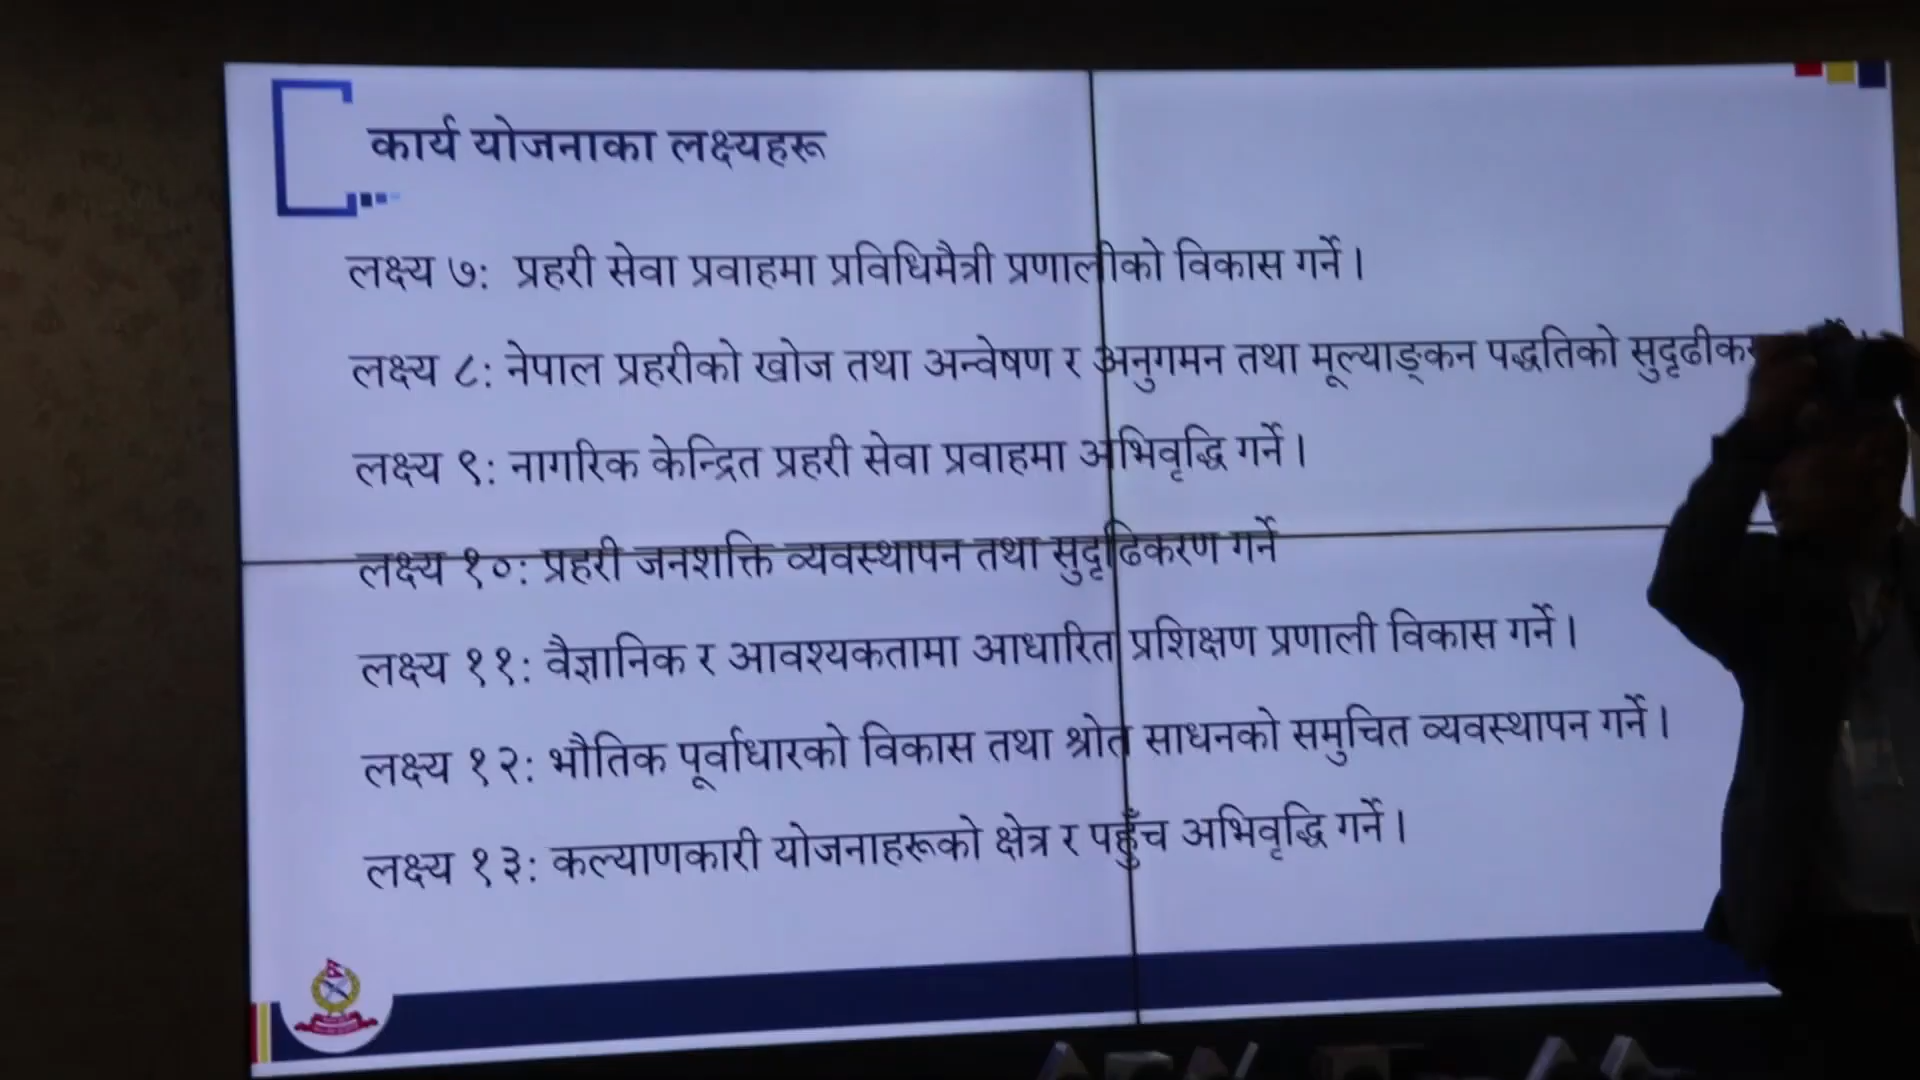 कार्य योजनाका लक्ष्यहरू
लक्ष्य ७: प्रहरी सेवा प्रवाहमा प्रविधिमैत्री प्रणालीको विकास गर्ने ।
लक्ष्य ८: नेपाल प्रहरीको खोज तथा अन्वेषण र अनुगमन तथा मूल्याङ्कन पद्धतिको
लक्ष्य ९: नागरिक केन्द्रित प्रहरी सेवा प्रवाहमा अभिवृद्धि गर्ने ।
लक्ष्य १०: प्रहरी जनशक्ति व्यवस्थापन तथा सुदृढिकरण गर्ने
लक्ष्य ११: वैज्ञानिक र आवश्यकतामा आधारित प्रशिक्षण प्रणाली विकास गर्ने ।
लक्ष्य १२: भौतिक पूर्वाधारको विकास तथा श्रोत साधनको समुचित व्यवस्थापन गर्ने ।
लक्ष्य १३: कल्याणकारी योजनाहरूको क्षेत्र र पहुँच अभिवृद्धि गर्ने ।